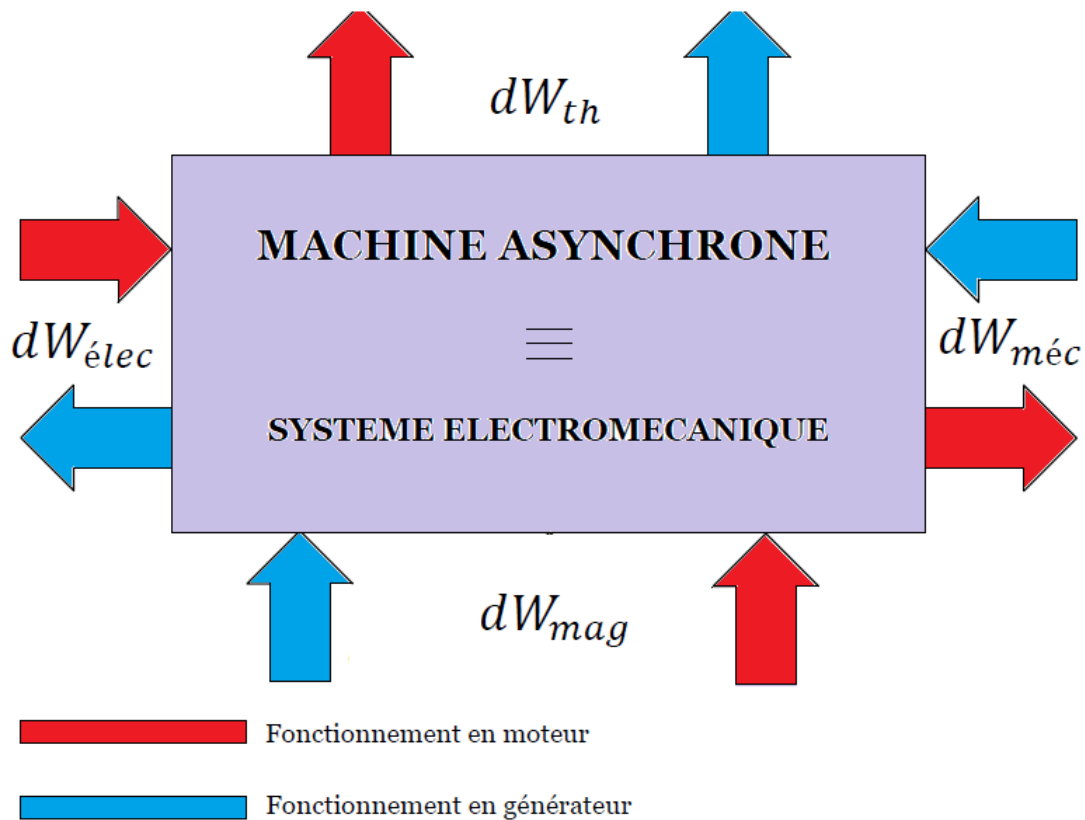 dW_th
MACHINE ASYNCHRONE
dW_élec
≡
dW_méc
SYSTEME ELECTROMECANIQUE
dW_mag
Fonctionnement en moteur
Fonctionnement en générateur